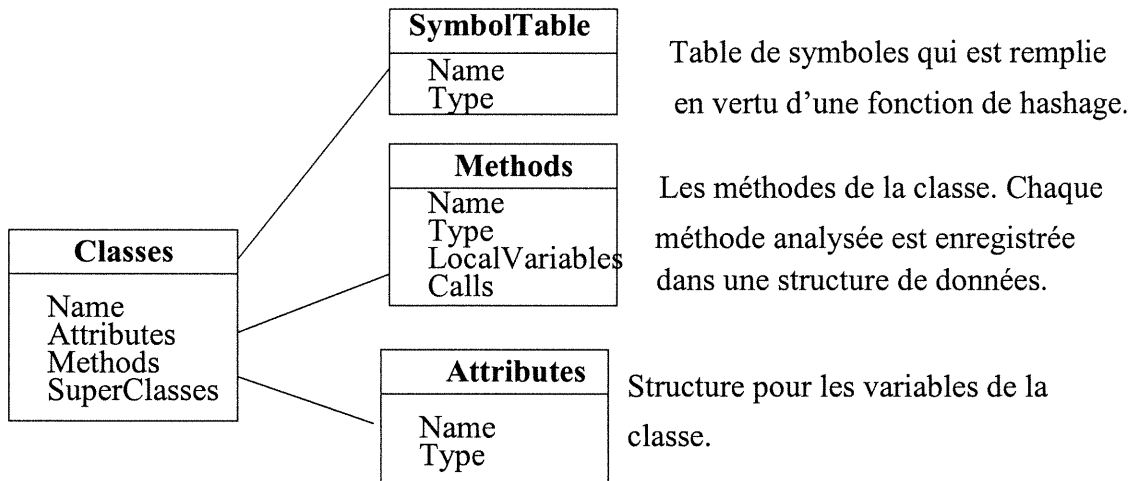 SymbolTable
Name
Type
Table de symboles qui est remplie
en vertu d'une fonction de hashage.
Methods
Name
Type
LocalVariables
Calls
Les méthodes de la classe. Chaque
méthode analysée est enregistrée
dans une structure de données.
Classes
Name
Attributes
Methods
SuperClasses
Attributes
Name
Type
Structure pour les variables de la
classe.